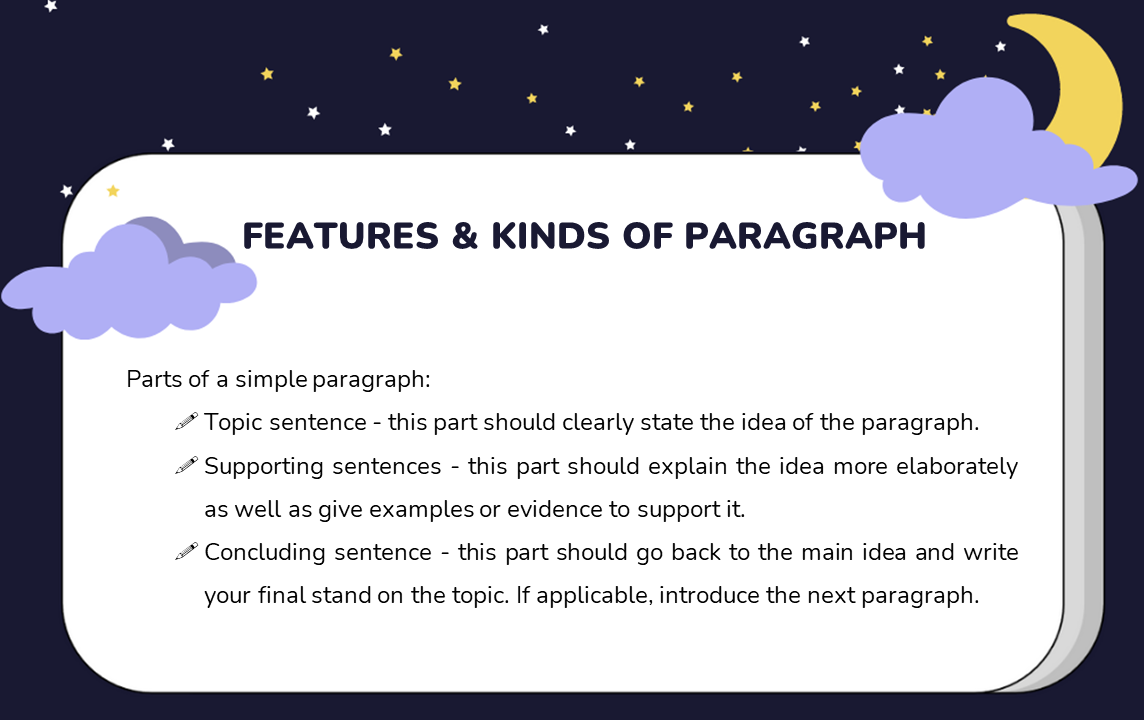 FEATURES & KINDS OF PARAGRAPH
Parts of a simple paragraph:
Topic sentence - this part should clearly state the idea of the paragraph.
Supporting sentences - this part should explain the idea more elaborately
as well as give examples or evidence to support it.
Concluding sentence - this part should go back to the main idea and write
your final stand on the topic. If applicable, introduce the next paragraph.